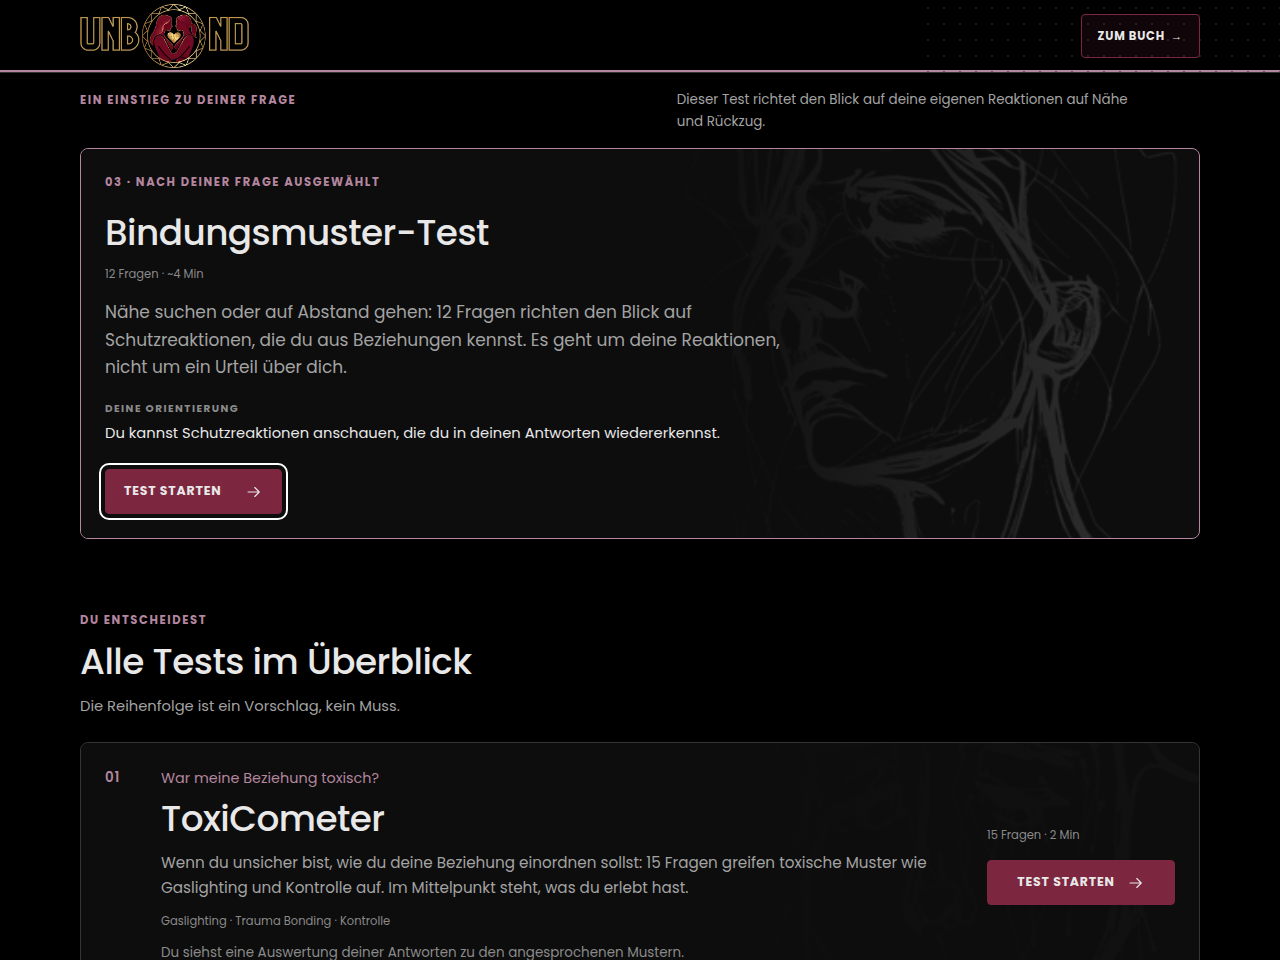 UNBOND
ZUM BUCH →
EIN EINSTIEG ZU DEINER FRAGE
Dieser Test richtet den Blick auf deine eigenen Reaktionen auf Nähe
und Rückzug.
03 · NACH DEINER FRAGE AUSGEWÄHLT
Bindungsmuster-Test
12 Fragen · ~4 Min
Nähe suchen oder auf Abstand gehen: 12 Fragen richten den Blick auf
Schutzreaktionen, die du aus Beziehungen kennst. Es geht um deine Reaktionen,
nicht um ein Urteil über dich.
DEINE ORIENTIERUNG
Du kannst Schutzreaktionen anschauen, die du in deinen Antworten wiedererkennst.
TEST STARTEN →
DU ENTSCHEIDEST
Alle Tests im Überblick
Die Reihenfolge ist ein Vorschlag, kein Muss.
01
War meine Beziehung toxisch?
ToxiCometer
Wenn du unsicher bist, wie du deine Beziehung einordnen sollst: 15 Fragen greifen toxische Muster wie
Gaslighting und Kontrolle auf. Im Mittelpunkt steht, was du erlebt hast.
Gaslighting · Trauma Bonding · Kontrolle
Du siehst eine Auswertung deiner Antworten zu den angesprochenen Mustern.
15 Fragen · 2 Min
TEST STARTEN →